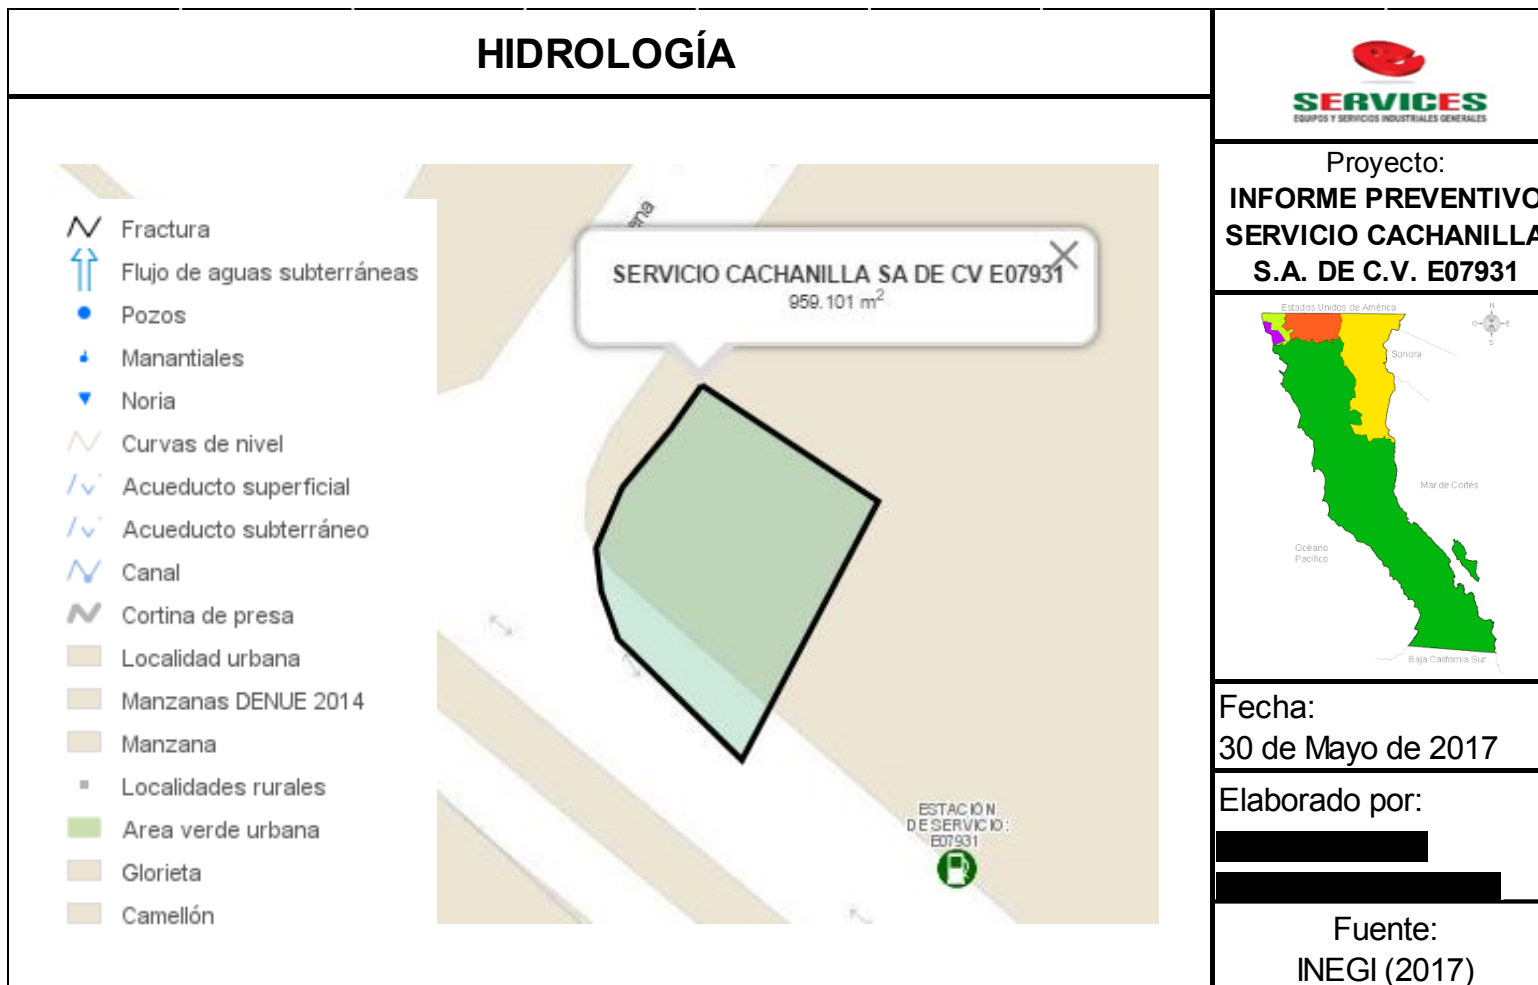 HIDROLOGÍA
SERVICES
EQUIPOS Y SERVICIOS INDUSTRIALES GENERALES
Proyecto:
INFORME PREVENTIVO
SERVICIO CACHANILLA
S.A. DE C.V. E07931
Fractura
Flujo de aguas subterráneas
Pozos
Manantiales
Noria
Curvas de nivel
Acueducto superficial
Acueducto subterráneo
Canal
Cortina de presa
Localidad urbana
Manzanas DENUE 2014
Manzana
Localidades rurales
Area verde urbana
Glorieta
Camellón
ena
SERVICIO CACHANILLA SA DE CV E07931
959.101 m²
ESTACIÓN
DE SERVICIO:
E07931
Estados Unidos de América
N
O
E
S
Sonora
Mar de Cortés
Océano
Pacífico
Baja California Sur
Fecha:
30 de Mayo de 2017
Elaborado por:
Fuente:
INEGI (2017)